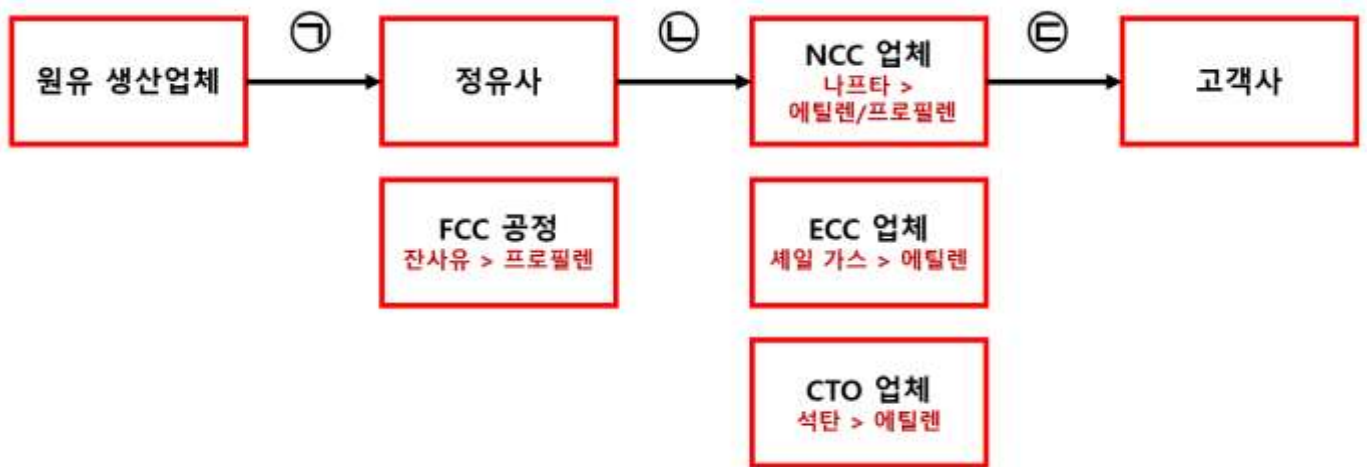 ㉠
㉡
㉢
원유 생산업체
정유사
NCC 업체
나프타 >
에틸렌/프로필렌
고객사
FCC 공정
잔사유 > 프로필렌
ECC 업체
셰일 가스 > 에틸렌
CTO 업체
석탄 > 에틸렌